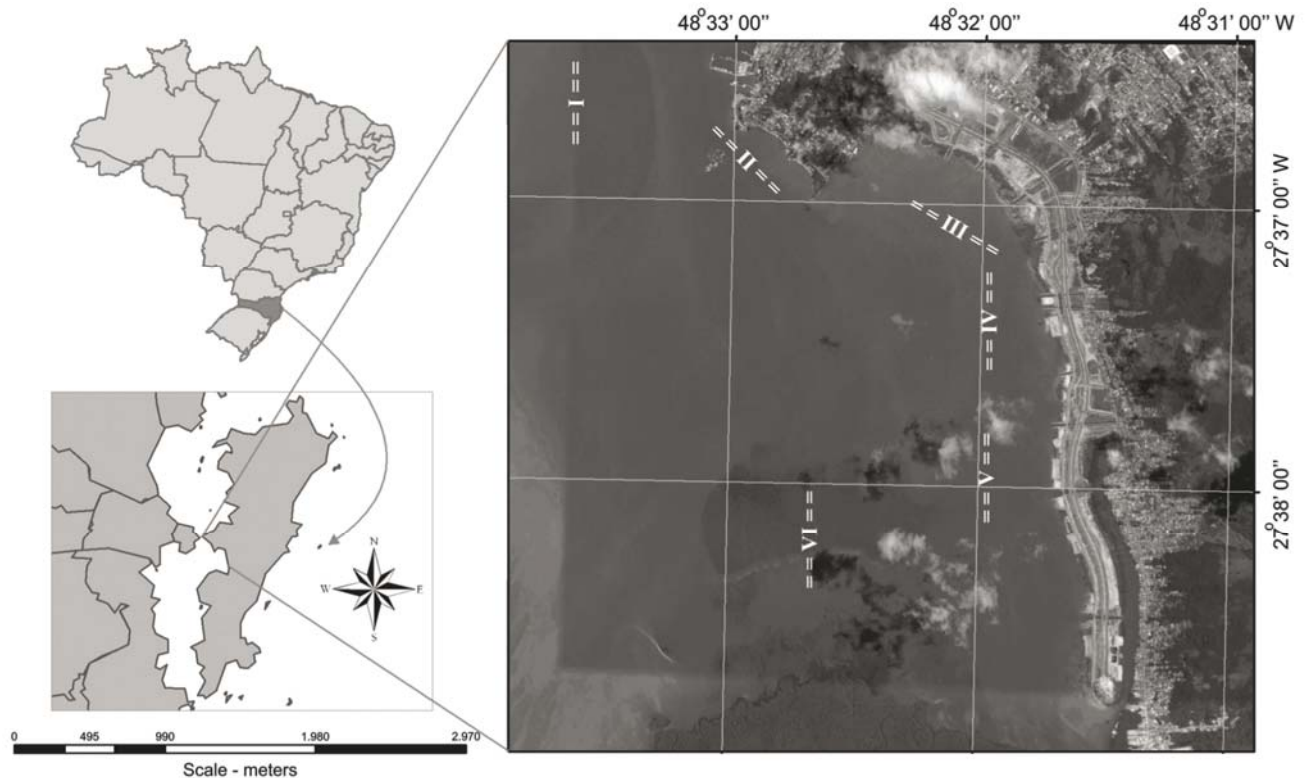 48° 33' 00"
48° 32' 00"
48° 31' 00" W
I
II
III
IV
V
VI
27° 37' 00" W
27° 38' 00"
N
W
E
S
0
495
990
1.980
2.970
Scale - meters